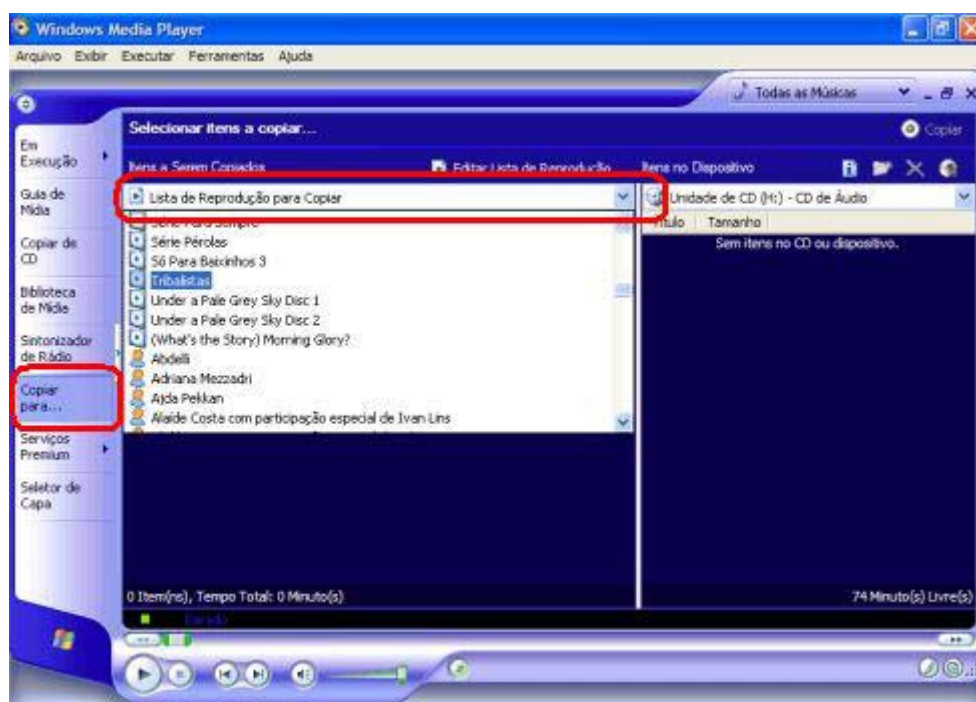 Windows Media Player
Arquivo Exibir Executar Ferramentas Ajuda
Todas as Músicas
Selecionar itens a copiar...
Copiar
Itens a Serem Copiados
Editar Lista de Reprodução
Itens no Dispositivo
Lista de Reprodução para Copiar
Unidade de CD (H:) - CD de Áudio
Título Tamanho
Sem itens no CD ou dispositivo.
Série Para Sempre
Série Pérolas
Só Para Baixinhos 3
Tribalistas
Under a Pale Grey Sky Disc 1
Under a Pale Grey Sky Disc 2
(What's the Story) Morning Glory?
Abdelli
Adriana Mezzadri
Ajda Pekkan
Alaíde Costa com participação especial de Ivan Lins
Em
Execução
Guia de
Mídia
Copiar de
CD
Biblioteca
de Mídia
Sintonizador
de Rádio
Copiar
para...
Serviços
Premium
Seletor de
Capa
0 Item(ns), Tempo Total: 0 Minuto(s)
74 Minuto(s) Livre(s)
Parado